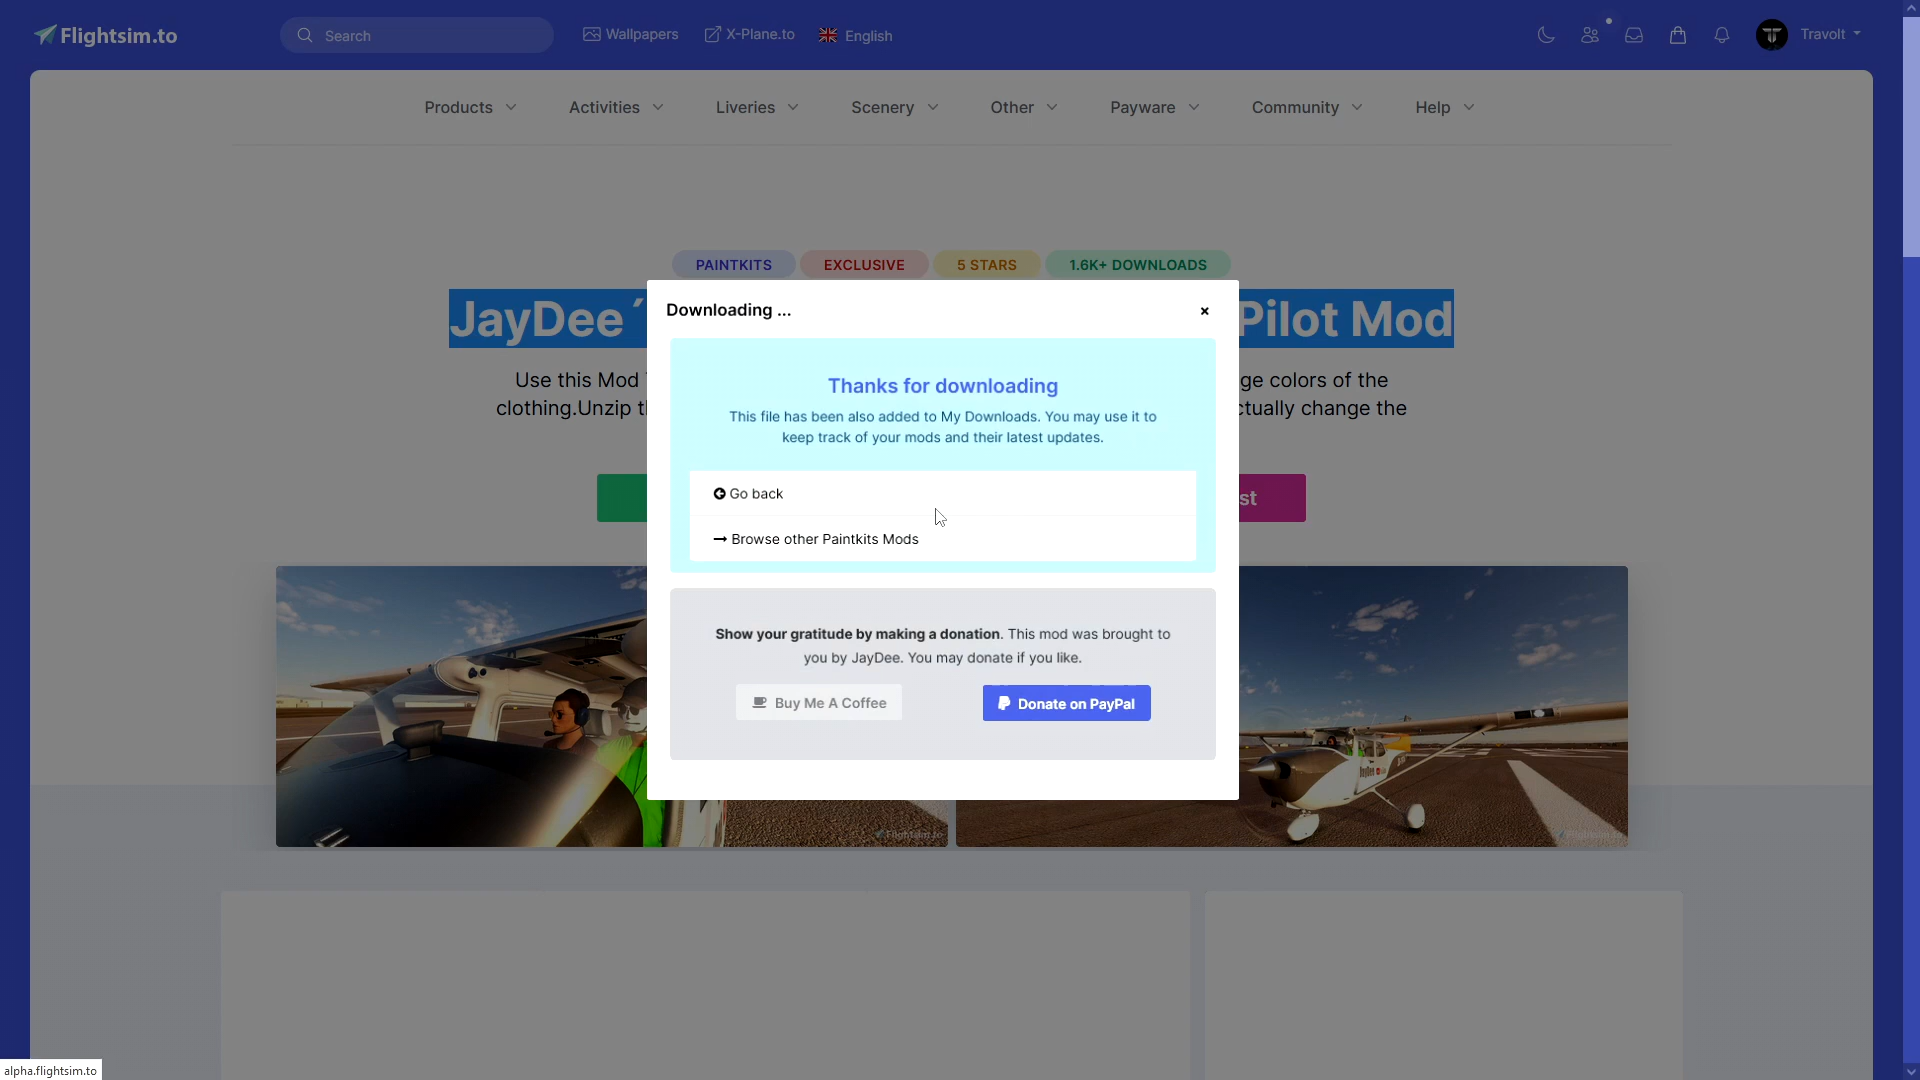 Flightsim.to
Search
Wallpapers
X-Plane.to
English
Travolt
Products
Activities
Liveries
Scenery
Other
Payware
Community
Help
PAINTKITS
EXCLUSIVE
5 STARS
1.6K+ DOWNLOADS
JayDee´ Pilot Mod
Use this Mod ge colors of the
clothing.Unzip t ctually change the
st
Downloading ...
×
Thanks for downloading
This file has been also added to My Downloads. You may use it to
keep track of your mods and their latest updates.
Go back
Browse other Paintkits Mods
Show your gratitude by making a donation. This mod was brought to
you by JayDee. You may donate if you like.
Buy Me A Coffee
Donate on PayPal
Flightsim.to
Flightsim.to
alpha.flightsim.to